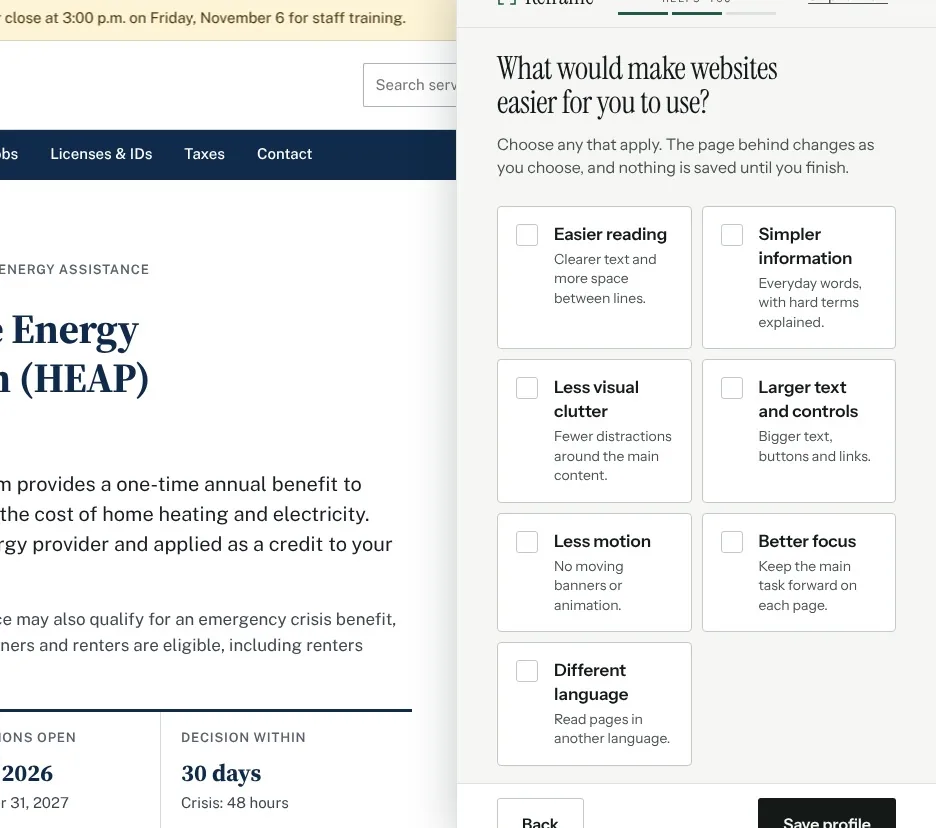 close at 3:00 p.m. on Friday, November 6 for staff training.
Search serv
bs
Licenses & IDs
Taxes
Contact
ENERGY ASSISTANCE
Energy
(HEAP)
provides a one-time annual benefit to
the cost of home heating and electricity.
rgy provider and applied as a credit to your
ce may also qualify for an emergency crisis benefit,
ners and renters are eligible, including renters
IONS OPEN
2026
r 31, 2027
DECISION WITHIN
30 days
Crisis: 48 hours
Reframe
HELPS YOU
What would make websites
easier for you to use?
Choose any that apply. The page behind changes as
you choose, and nothing is saved until you finish.
Easier reading
Clearer text and
more space
between lines.
Simpler
information
Everyday words,
with hard terms
explained.
Less visual
clutter
Fewer distractions
around the main
content.
Larger text
and controls
Bigger text,
buttons and links.
Less motion
No moving
banners or
animation.
Better focus
Keep the main
task forward on
each page.
Different
language
Read pages in
another language.
Back
Save profile